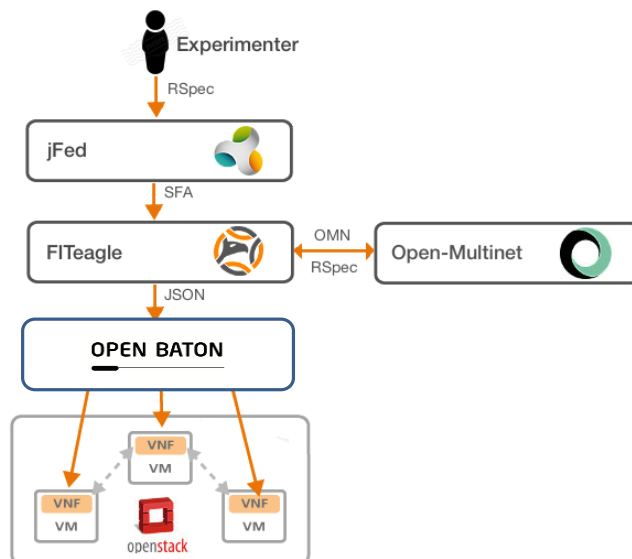 Experimenter
RSpec
jFed
SFA
FITeagle
OMN
RSpec
Open-Multinet
JSON
OPEN BATON
VNF
VM
VNF
VM
VNF
VM
openstack